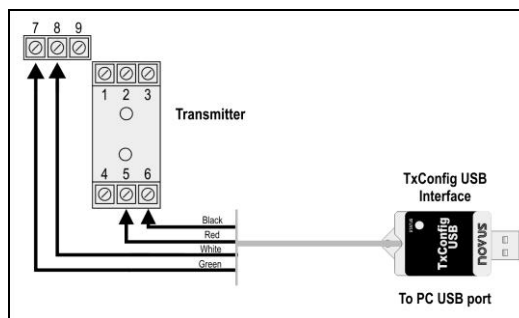 7 8 9
1 2 3
Transmitter
4 5 6
Black
Red
White
Green
TxConfig USB
Interface
TxConfig
USB
NOVUS
To PC USB port